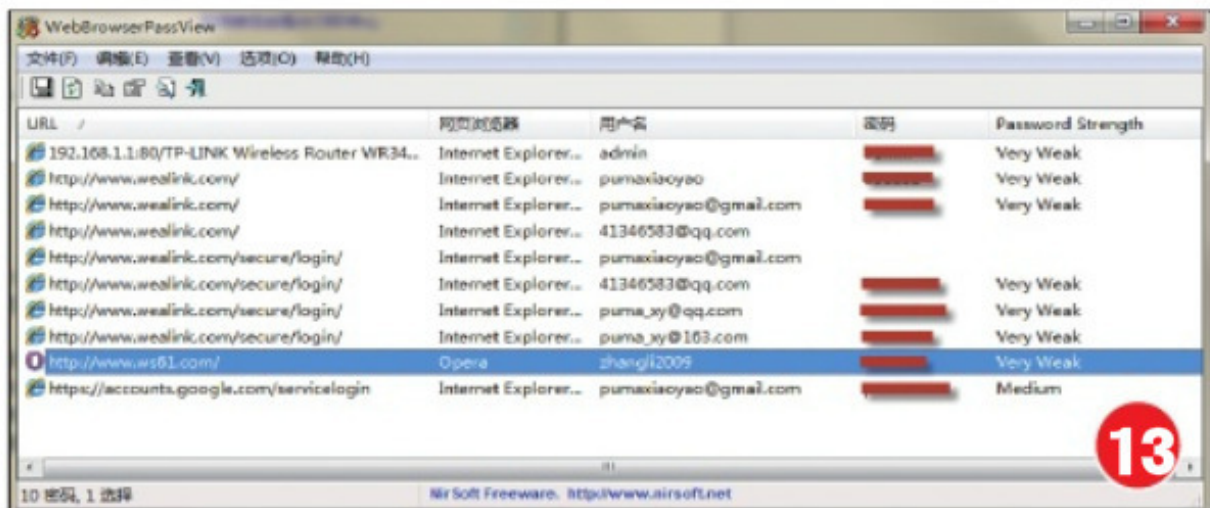 WebBrowserPassView
文件(F) 编辑(E) 查看(V) 选项(O) 帮助(H)
URL / 网页浏览器 用户名 密码 Password Strength
192.168.1.1:80/TP-LINK Wireless Router WR34... Internet Explorer... admin Very Weak
http://www.wealink.com/ Internet Explorer... pumaxiaoyao Very Weak
http://www.wealink.com/ Internet Explorer... pumaxiaoyao@gmail.com Very Weak
http://www.wealink.com/ Internet Explorer... 41346583@qq.com
http://www.wealink.com/secure/login/ Internet Explorer... pumaxiaoyao@gmail.com
http://www.wealink.com/secure/login/ Internet Explorer... 41346583@qq.com Very Weak
http://www.wealink.com/secure/login/ Internet Explorer... puma_xy@qq.com Very Weak
http://www.wealink.com/secure/login/ Internet Explorer... puma_xy@163.com Very Weak
http://www.ws61.com/ Opera zhangli2009 Very Weak
https://accounts.google.com/servicelogin Internet Explorer... pumaxiaoyao@gmail.com Medium
13
10 密码, 1 选择 NirSoft Freeware. http://www.nirsoft.net